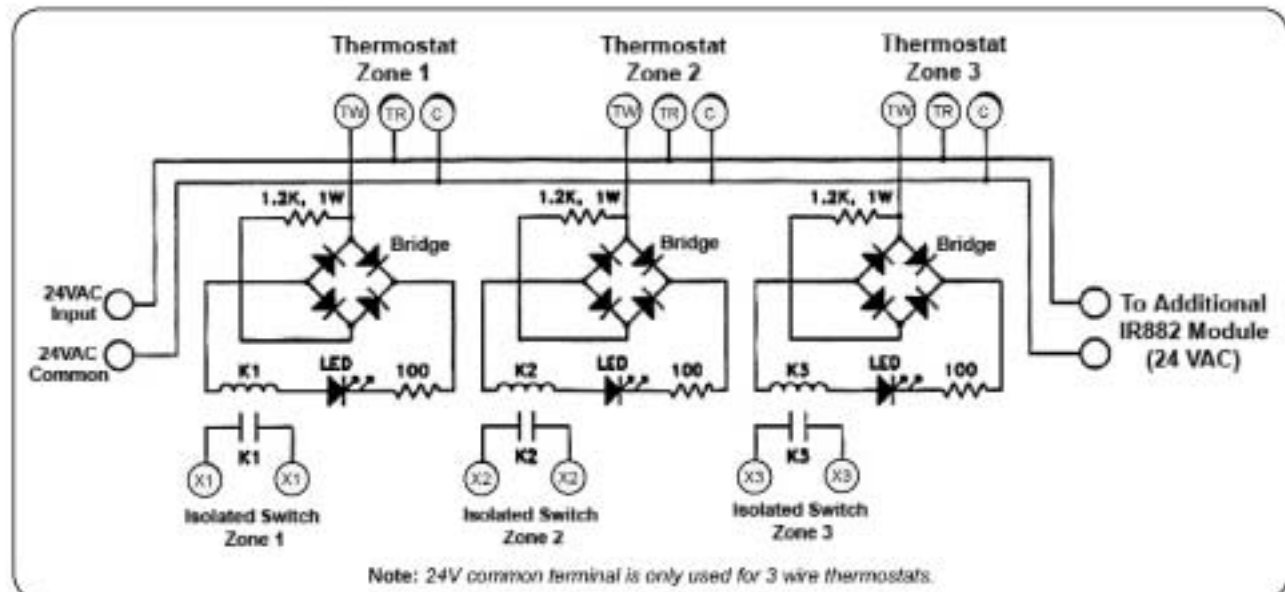 Thermostat
Zone 1
Thermostat
Zone 2
Thermostat
Zone 3
TW TR C
TW TR C
TW TR C
1.2K, 1W
1.2K, 1W
1.2K, 1W
Bridge
Bridge
Bridge
24VAC
Input
24VAC
Common
To Additional
IR882 Module
(24 VAC)
K1 LED 100
K2 LED 100
K3 LED 100
K1
K2
K3
X1 X1
X2 X2
X3 X3
Isolated Switch
Zone 1
Isolated Switch
Zone 2
Isolated Switch
Zone 3
Note: 24V common terminal is only used for 3 wire thermostats.